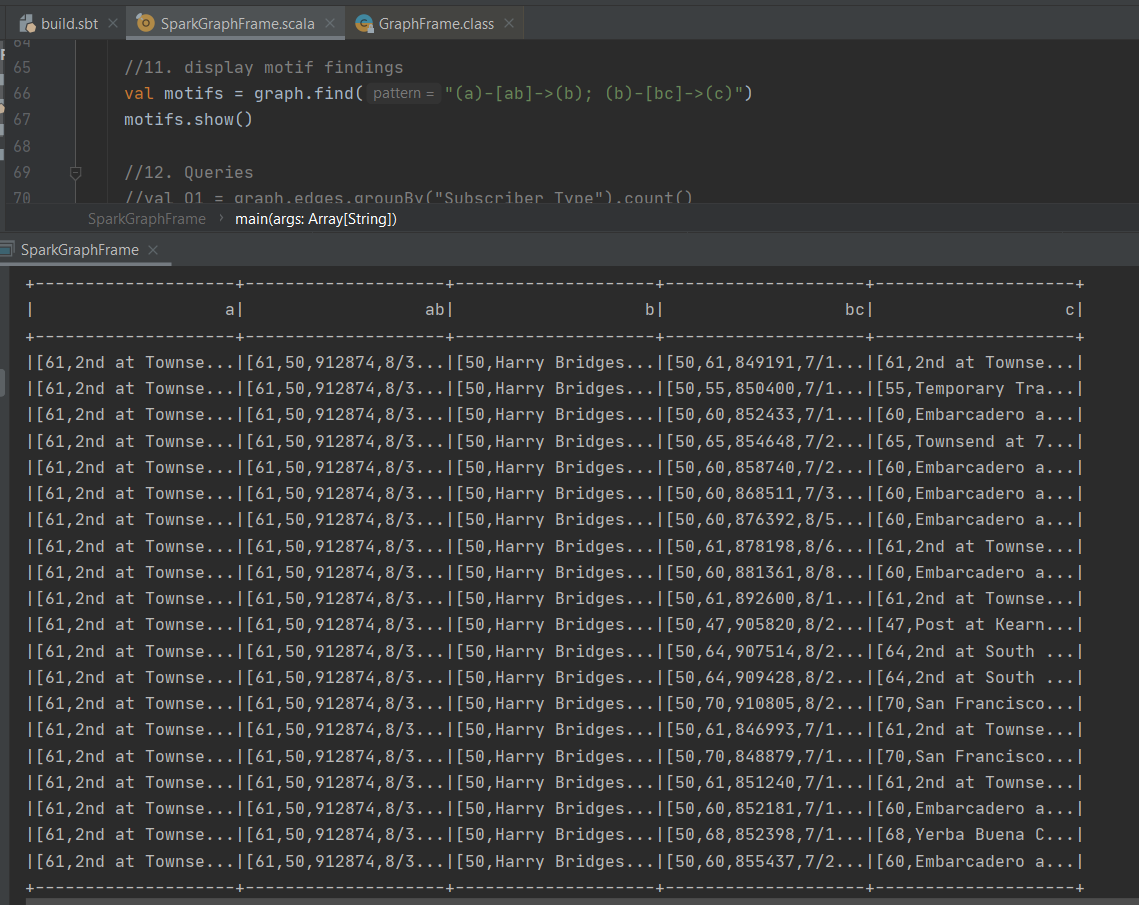 build.sbt × SparkGraphFrame.scala × GraphFrame.class ×
64
65 //11. display motif findings
66 val motifs = graph.find( pattern = "(a)-[ab]->(b); (b)-[bc]->(c)")
67 motifs.show()
68
69 //12. Queries
70 //val Q1 = graph.edges.groupBy("Subscriber Type").count()
SparkGraphFrame › main(args: Array[String])
SparkGraphFrame ×
+--------------------+--------------------+--------------------+--------------------+--------------------+
|                   a|                  ab|                   b|                  bc|                   c|
+--------------------+--------------------+--------------------+--------------------+--------------------+
|[61,2nd at Townse...|[61,50,912874,8/3...|[50,Harry Bridges...|[50,61,849191,7/1...|[61,2nd at Townse...|
|[61,2nd at Townse...|[61,50,912874,8/3...|[50,Harry Bridges...|[50,55,850400,7/1...|[55,Temporary Tra...|
|[61,2nd at Townse...|[61,50,912874,8/3...|[50,Harry Bridges...|[50,60,852433,7/1...|[60,Embarcadero a...|
|[61,2nd at Townse...|[61,50,912874,8/3...|[50,Harry Bridges...|[50,65,854648,7/2...|[65,Townsend at 7...|
|[61,2nd at Townse...|[61,50,912874,8/3...|[50,Harry Bridges...|[50,60,858740,7/2...|[60,Embarcadero a...|
|[61,2nd at Townse...|[61,50,912874,8/3...|[50,Harry Bridges...|[50,60,868511,7/3...|[60,Embarcadero a...|
|[61,2nd at Townse...|[61,50,912874,8/3...|[50,Harry Bridges...|[50,60,876392,8/5...|[60,Embarcadero a...|
|[61,2nd at Townse...|[61,50,912874,8/3...|[50,Harry Bridges...|[50,61,878198,8/6...|[61,2nd at Townse...|
|[61,2nd at Townse...|[61,50,912874,8/3...|[50,Harry Bridges...|[50,60,881361,8/8...|[60,Embarcadero a...|
|[61,2nd at Townse...|[61,50,912874,8/3...|[50,Harry Bridges...|[50,61,892600,8/1...|[61,2nd at Townse...|
|[61,2nd at Townse...|[61,50,912874,8/3...|[50,Harry Bridges...|[50,47,905820,8/2...|[47,Post at Kearn...|
|[61,2nd at Townse...|[61,50,912874,8/3...|[50,Harry Bridges...|[50,64,907514,8/2...|[64,2nd at South ...|
|[61,2nd at Townse...|[61,50,912874,8/3...|[50,Harry Bridges...|[50,64,909428,8/2...|[64,2nd at South ...|
|[61,2nd at Townse...|[61,50,912874,8/3...|[50,Harry Bridges...|[50,70,910805,8/2...|[70,San Francisco...|
|[61,2nd at Townse...|[61,50,912874,8/3...|[50,Harry Bridges...|[50,61,846993,7/1...|[61,2nd at Townse...|
|[61,2nd at Townse...|[61,50,912874,8/3...|[50,Harry Bridges...|[50,70,848879,7/1...|[70,San Francisco...|
|[61,2nd at Townse...|[61,50,912874,8/3...|[50,Harry Bridges...|[50,61,851240,7/1...|[61,2nd at Townse...|
|[61,2nd at Townse...|[61,50,912874,8/3...|[50,Harry Bridges...|[50,60,852181,7/1...|[60,Embarcadero a...|
|[61,2nd at Townse...|[61,50,912874,8/3...|[50,Harry Bridges...|[50,68,852398,7/1...|[68,Yerba Buena C...|
|[61,2nd at Townse...|[61,50,912874,8/3...|[50,Harry Bridges...|[50,60,855437,7/2...|[60,Embarcadero a...|
+--------------------+--------------------+--------------------+--------------------+--------------------+